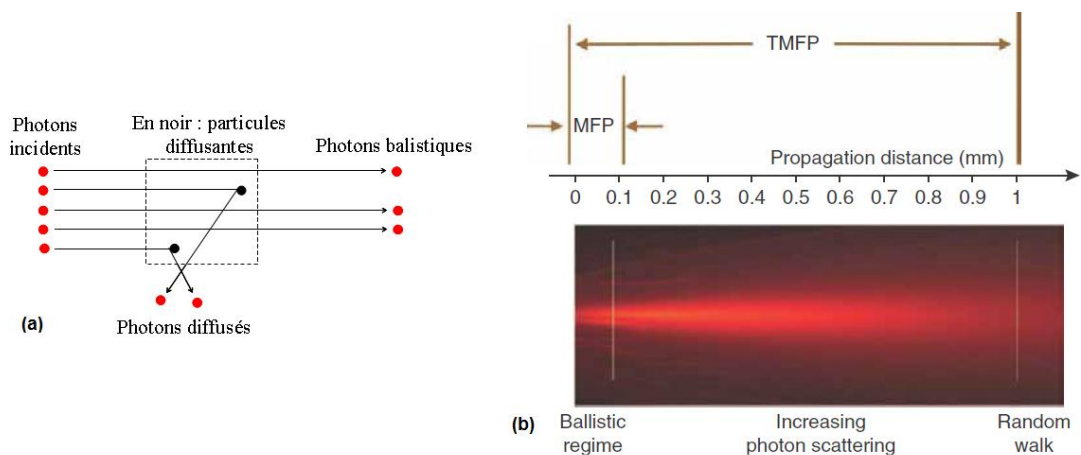 Photons
incidents
En noir : particules
diffusantes
Photons balistiques
Photons diffusés
(a)
TMFP
MFP
Propagation distance (mm)
0 0.1 0.2 0.3 0.4 0.5 0.6 0.7 0.8 0.9 1
(b)
Ballistic
regime
Increasing
photon scattering
Random
walk